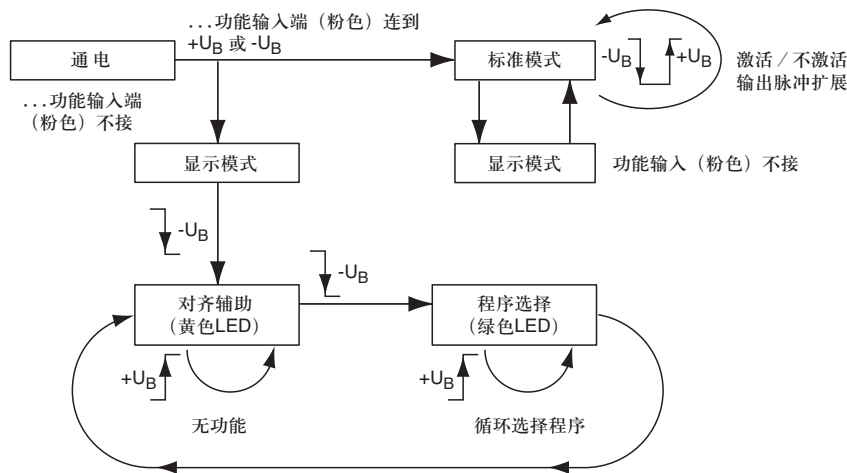 ...功能输入端（粉色）连到
+UB 或 -UB
通电
标准模式
-UB
+UB
激活 / 不激活
输出脉冲扩展
...功能输入端
（粉色）不接
显示模式
显示模式
功能输入（粉色）不接
-UB
-UB
对齐辅助
（黄色LED）
程序选择
（绿色LED）
+UB
+UB
无功能
循环选择程序